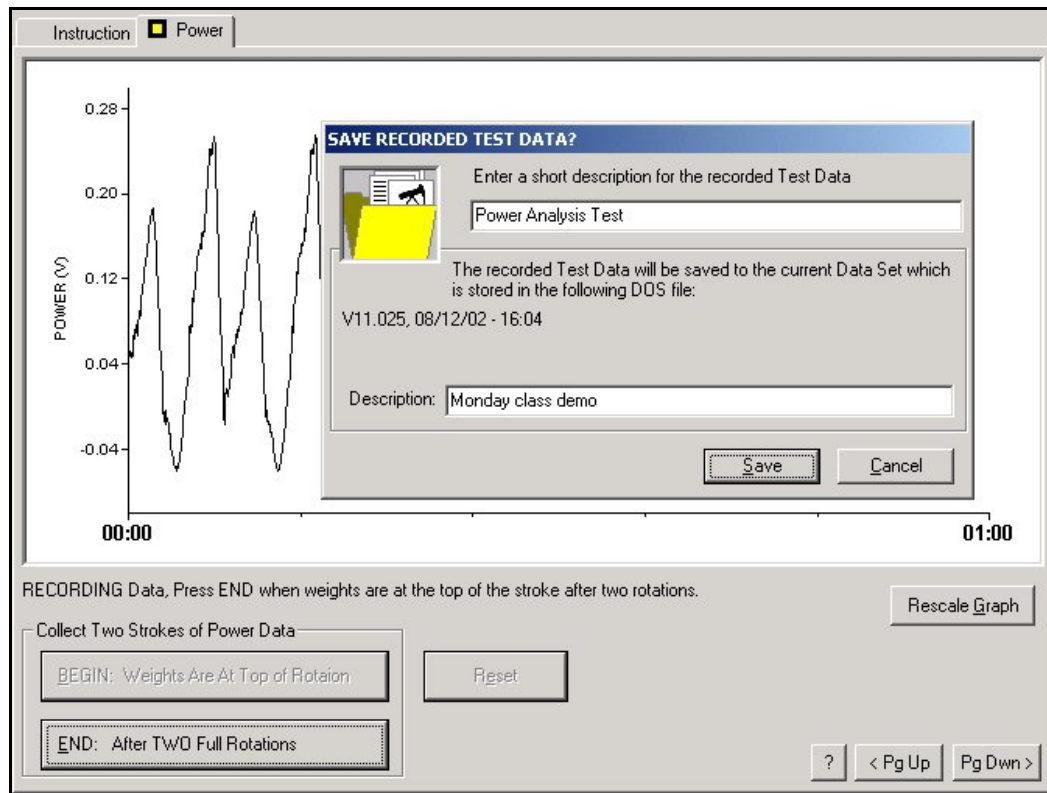 Instruction
Power
0.28
0.20
0.12
0.04
-0.04
POWER (V)
00:00
01:00
SAVE RECORDED TEST DATA?
Enter a short description for the recorded Test Data
Power Analysis Test
The recorded Test Data will be saved to the current Data Set which
is stored in the following DOS file:
V11.025, 08/12/02 - 16:04
Description: Monday class demo
Save
Cancel
RECORDING Data, Press END when weights are at the top of the stroke after two rotations.
Rescale Graph
Collect Two Strokes of Power Data
BEGIN: Weights Are At Top of Rotaion
Reset
END: After TWO Full Rotations
?
< Pg Up
Pg Dwn >